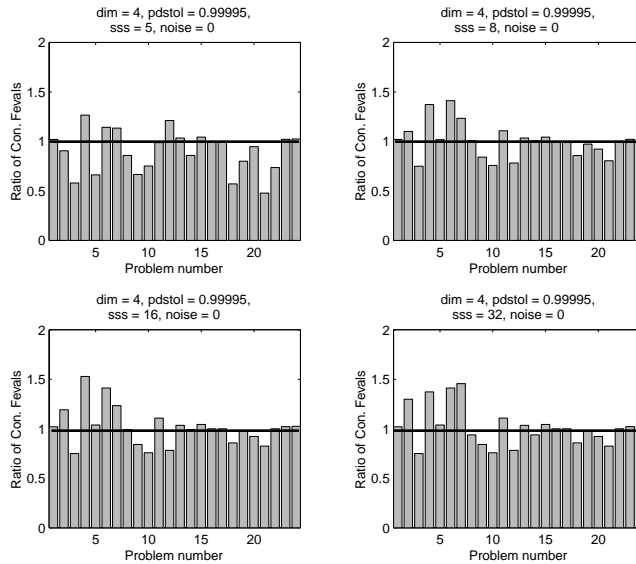 dim = 4, pdstol = 0.99995,
sss = 5, noise = 0
2
1.5
1
0.5
0
Ratio of Con. Fevals
5 10 15 20
Problem number
dim = 4, pdstol = 0.99995,
sss = 8, noise = 0
2
1.5
1
0.5
0
Ratio of Con. Fevals
5 10 15 20
Problem number
dim = 4, pdstol = 0.99995,
sss = 16, noise = 0
2
1.5
1
0.5
0
Ratio of Con. Fevals
5 10 15 20
Problem number
dim = 4, pdstol = 0.99995,
sss = 32, noise = 0
2
1.5
1
0.5
0
Ratio of Con. Fevals
5 10 15 20
Problem number